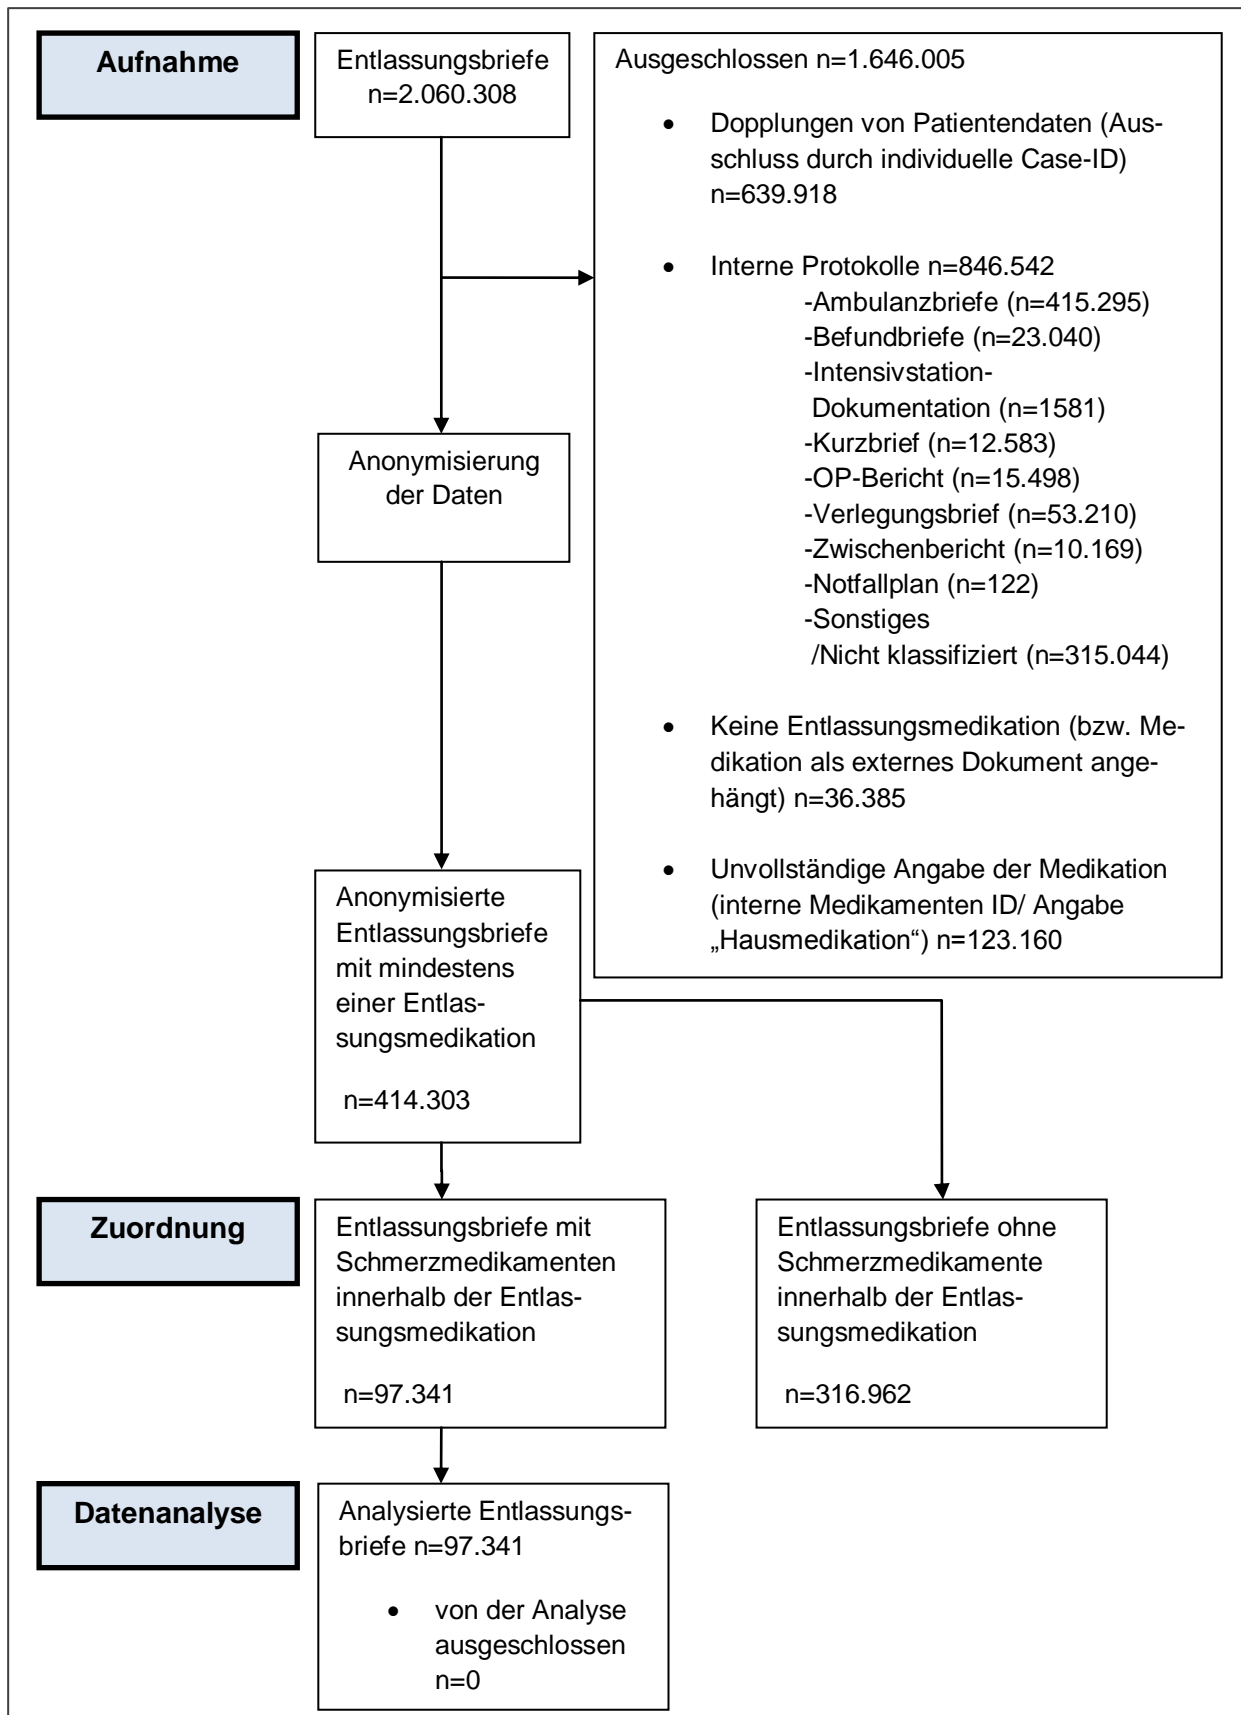 Aufnahme
Entlassungsbriefe
n=2.060.308
Ausgeschlossen n=1.646.005
• Dopplungen von Patientendaten (Aus-
schluss durch individuelle Case-ID)
n=639.918
• Interne Protokolle n=846.542
-Ambulanzbriefe (n=415.295)
-Befundbriefe (n=23.040)
-Intensivstation-
Dokumentation (n=1581)
-Kurzbrief (n=12.583)
-OP-Bericht (n=15.498)
-Verlegungsbrief (n=53.210)
-Zwischenbericht (n=10.169)
-Notfallplan (n=122)
-Sonstiges
/Nicht klassifiziert (n=315.044)
• Keine Entlassungsmedikation (bzw. Me-
dikation als externes Dokument ange-
hängt) n=36.385
• Unvollständige Angabe der Medikation
(interne Medikamenten ID/ Angabe
„Hausmedikation“) n=123.160
Anonymisierung
der Daten
Anonymisierte
Entlassungsbriefe
mit mindestens
einer Entlas-
sungsmedikation
n=414.303
Zuordnung
Entlassungsbriefe mit
Schmerzmedikamenten
innerhalb der Entlas-
sungsmedikation
n=97.341
Entlassungsbriefe ohne
Schmerzmedikamente
innerhalb der Entlas-
sungsmedikation
n=316.962
Datenanalyse
Analysierte Entlassungs-
briefe n=97.341
• von der Analyse
ausgeschlossen
n=0